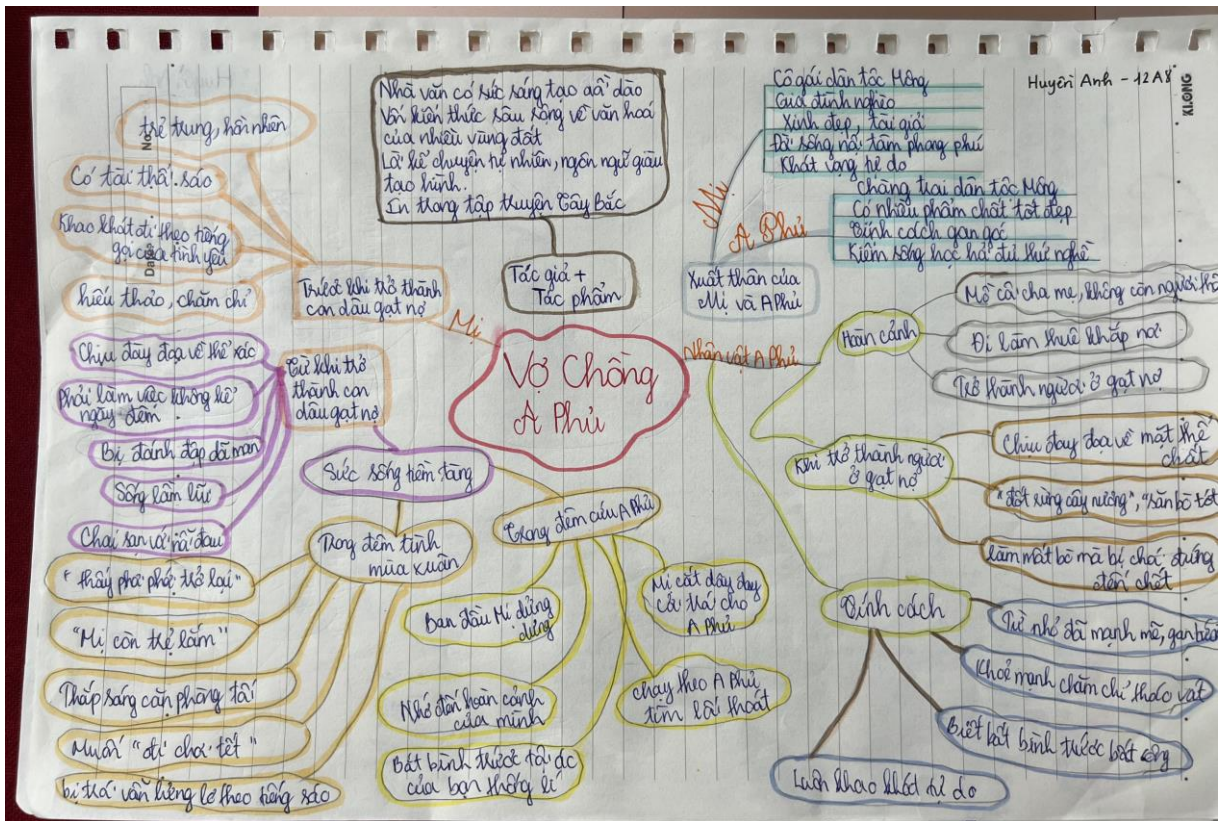 Huyền Anh - 12A8
KLONG
No.
Date
Vợ Chồng
A Phủ
Tác giả +
Tác phẩm
Nhà văn có sức sáng tạo dồi dào
Vốn kiến thức sâu rộng về văn hoá
của nhiều vùng đất
Lối kể chuyện tự nhiên, ngôn ngữ giàu
tạo hình.
In trong tập truyện Tây Bắc
Mị
Trước khi trở thành
con dâu gạt nợ
trẻ trung, hồn nhiên
Có tài thổi sáo
Khao khát đi theo tiếng
gọi của tình yêu
hiếu thảo, chăm chỉ
Từ khi trở
thành con
dâu gạt nợ
Chịu đày đoạ về thể xác
Phải làm việc không kể
ngày đêm
Bị đánh đập dã man
Sống lầm lũi
Chai sạn với nỗi đau
Sức sống tiềm tàng
Trong đêm tình
mùa xuân
"thấy phơi phới trở lại"
"Mị còn trẻ lắm"
Thắp sáng căn phòng tối
Muốn "đi chơi tết"
bị trói vẫn lửng lơ theo tiếng sáo
Trong đêm cứu A Phủ
Ban đầu Mị dửng
dưng
Nhớ đến hoàn cảnh
của mình
Bất bình trước tội ác
của bọn thống lí
Mị cắt dây đay
cởi trói cho
A Phủ
chạy theo A Phủ
tìm lối thoát
Xuất thân của
Mị và A Phủ
Mị
Cô gái dân tộc Mông
Gia đình nghèo
Xinh đẹp, tài giỏi
Đời sống nội tâm phong phú
Khát vọng tự do
A Phủ
Chàng trai dân tộc Mông
Có nhiều phẩm chất tốt đẹp
Tính cách gan góc
Kiếm sống học hỏi đủ thứ nghề
Nhân vật A Phủ
Hoàn cảnh
Mồ côi cha mẹ, không còn người
Đi làm thuê khắp nơi
Trở thành người ở gạt nợ
Khi trở thành người
ở gạt nợ
Chịu đày đoạ về mặt thể
chất
"đốt rừng cày nương", "săn bò tót
làm mất bò mà bị chói đứng
đến chết
Tính cách
Từ nhỏ đã mạnh mẽ, gan
Khoẻ mạnh chăm chỉ tháo vát
Biết bất bình trước bất công
Luôn khao khát tự do